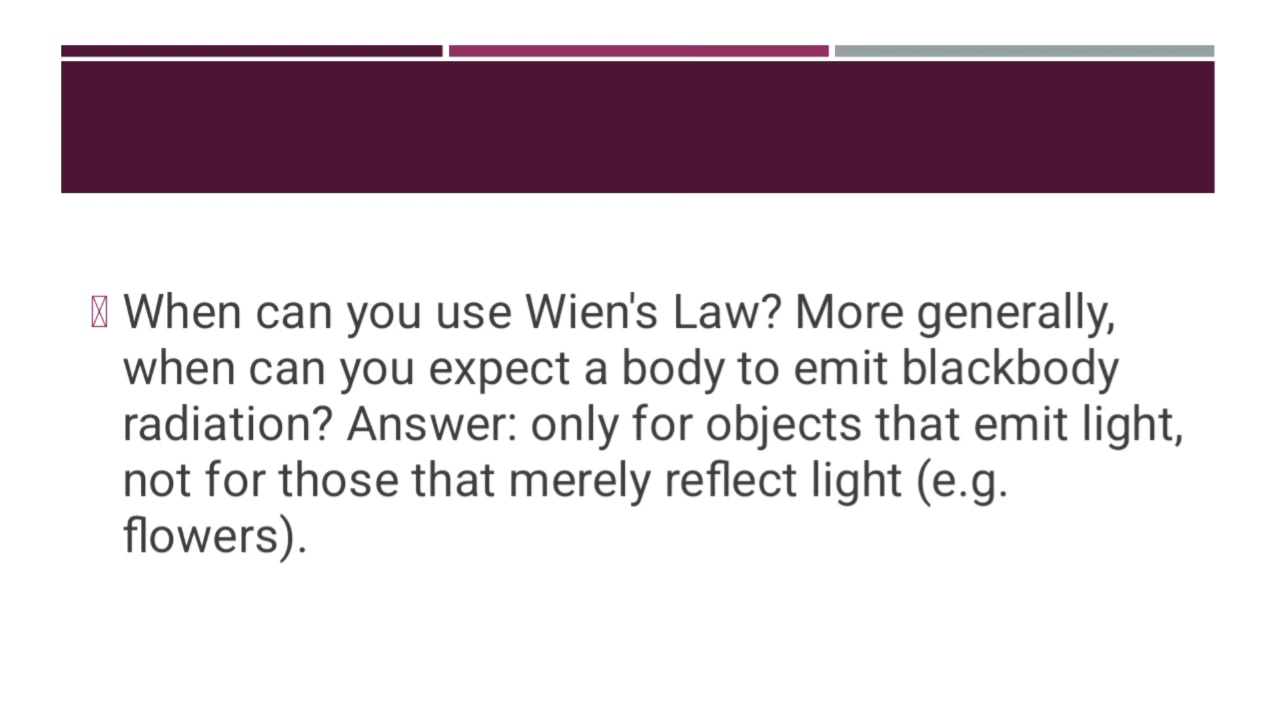 When can you use Wien's Law? More generally,
when can you expect a body to emit blackbody
radiation? Answer: only for objects that emit light,
not for those that merely reflect light (e.g.
flowers).